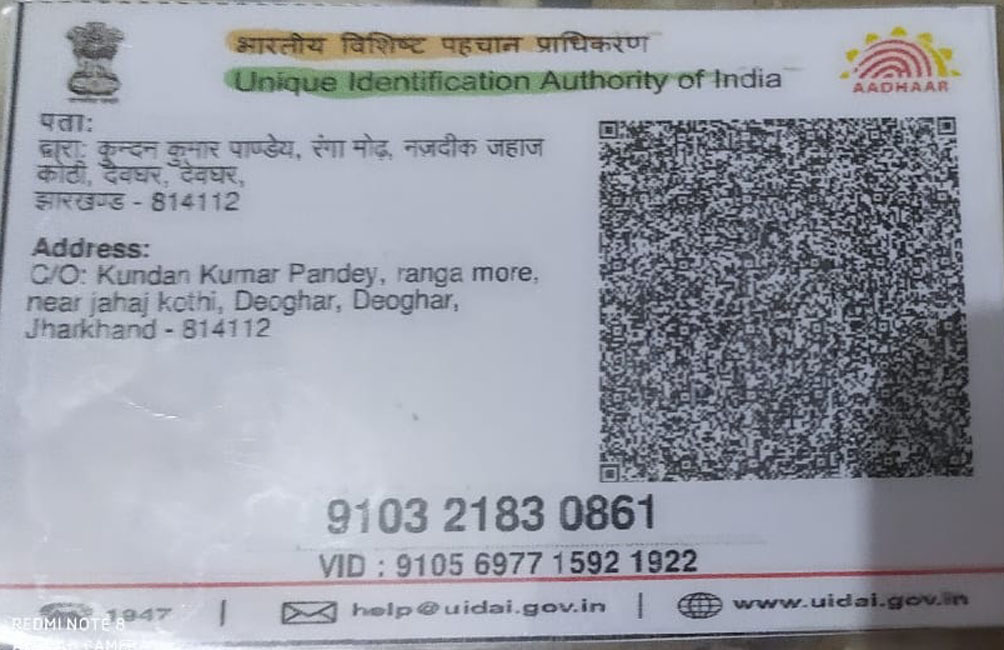 भारतीय विशिष्ट पहचान प्राधिकरण
Unique Identification Authority of India
AADHAAR
पता:
द्वारा: कुन्दन कुमार पाण्डेय, रंगा मोढ़, नज़दीक जहाज
कोठी, देवघर, देवघर,
झारखण्ड - 814112
Address:
C/O: Kundan Kumar Pandey, ranga more,
near jahaj kothi, Deoghar, Deoghar,
Jharkhand - 814112
9103 2183 0861
VID : 9105 6977 1592 1922
1947 | help@uidai.gov.in | www.uidai.gov.in
REDMI NOTE 8
CAMERA